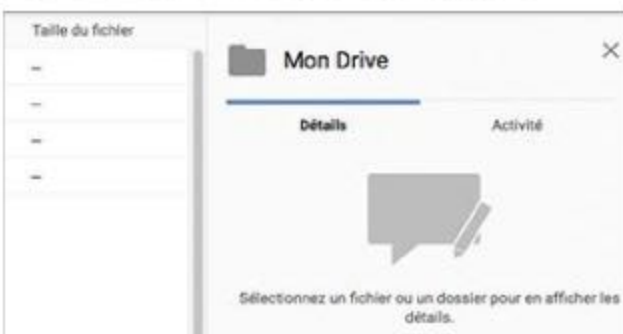 Taille du fichier
–
–
–
–
Mon Drive
Détails
Activité
Sélectionnez un fichier ou un dossier pour en afficher les
détails.